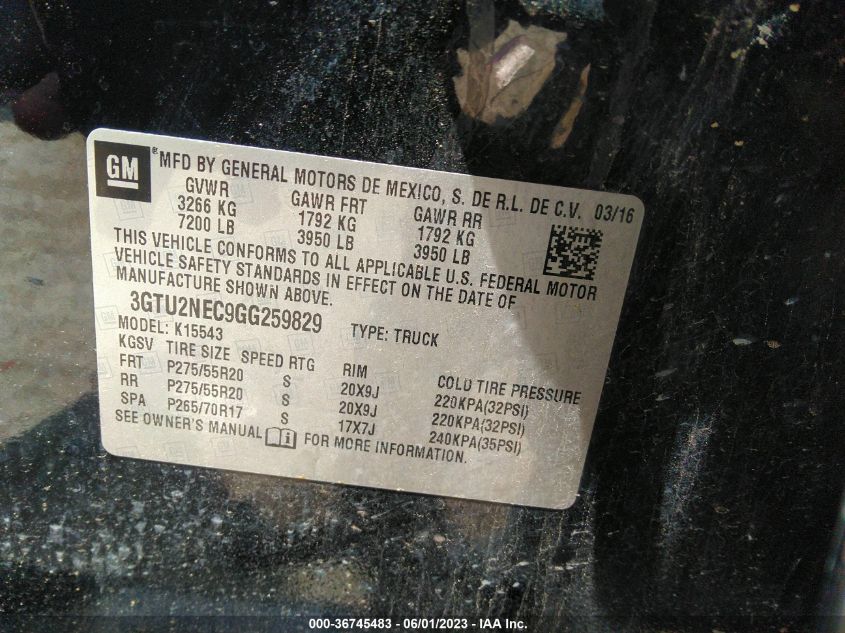 GM ® MFD BY GENERAL MOTORS DE MEXICO, S. DE R.L. DE C.V. 03/16
GVWR GAWR FRT GAWR RR
3266 KG 1792 KG 1792 KG
7200 LB 3950 LB 3950 LB
THIS VEHICLE CONFORMS TO ALL APPLICABLE U.S. FEDERAL MOTOR
VEHICLE SAFETY STANDARDS IN EFFECT ON THE DATE OF
MANUFACTURE SHOWN ABOVE.
3GTU2NEC9GG259829 TYPE: TRUCK
MODEL: K15543
KGSV TIRE SIZE SPEED RTG RIM COLD TIRE PRESSURE
FRT P275/55R20 S 20X9J 220KPA(32PSI)
RR P275/55R20 S 20X9J 220KPA(32PSI)
SPA P265/70R17 S 17X7J 240KPA(35PSI)
SEE OWNER'S MANUAL i FOR MORE INFORMATION.
000-36745483 - 06/01/2023 - IAA Inc.